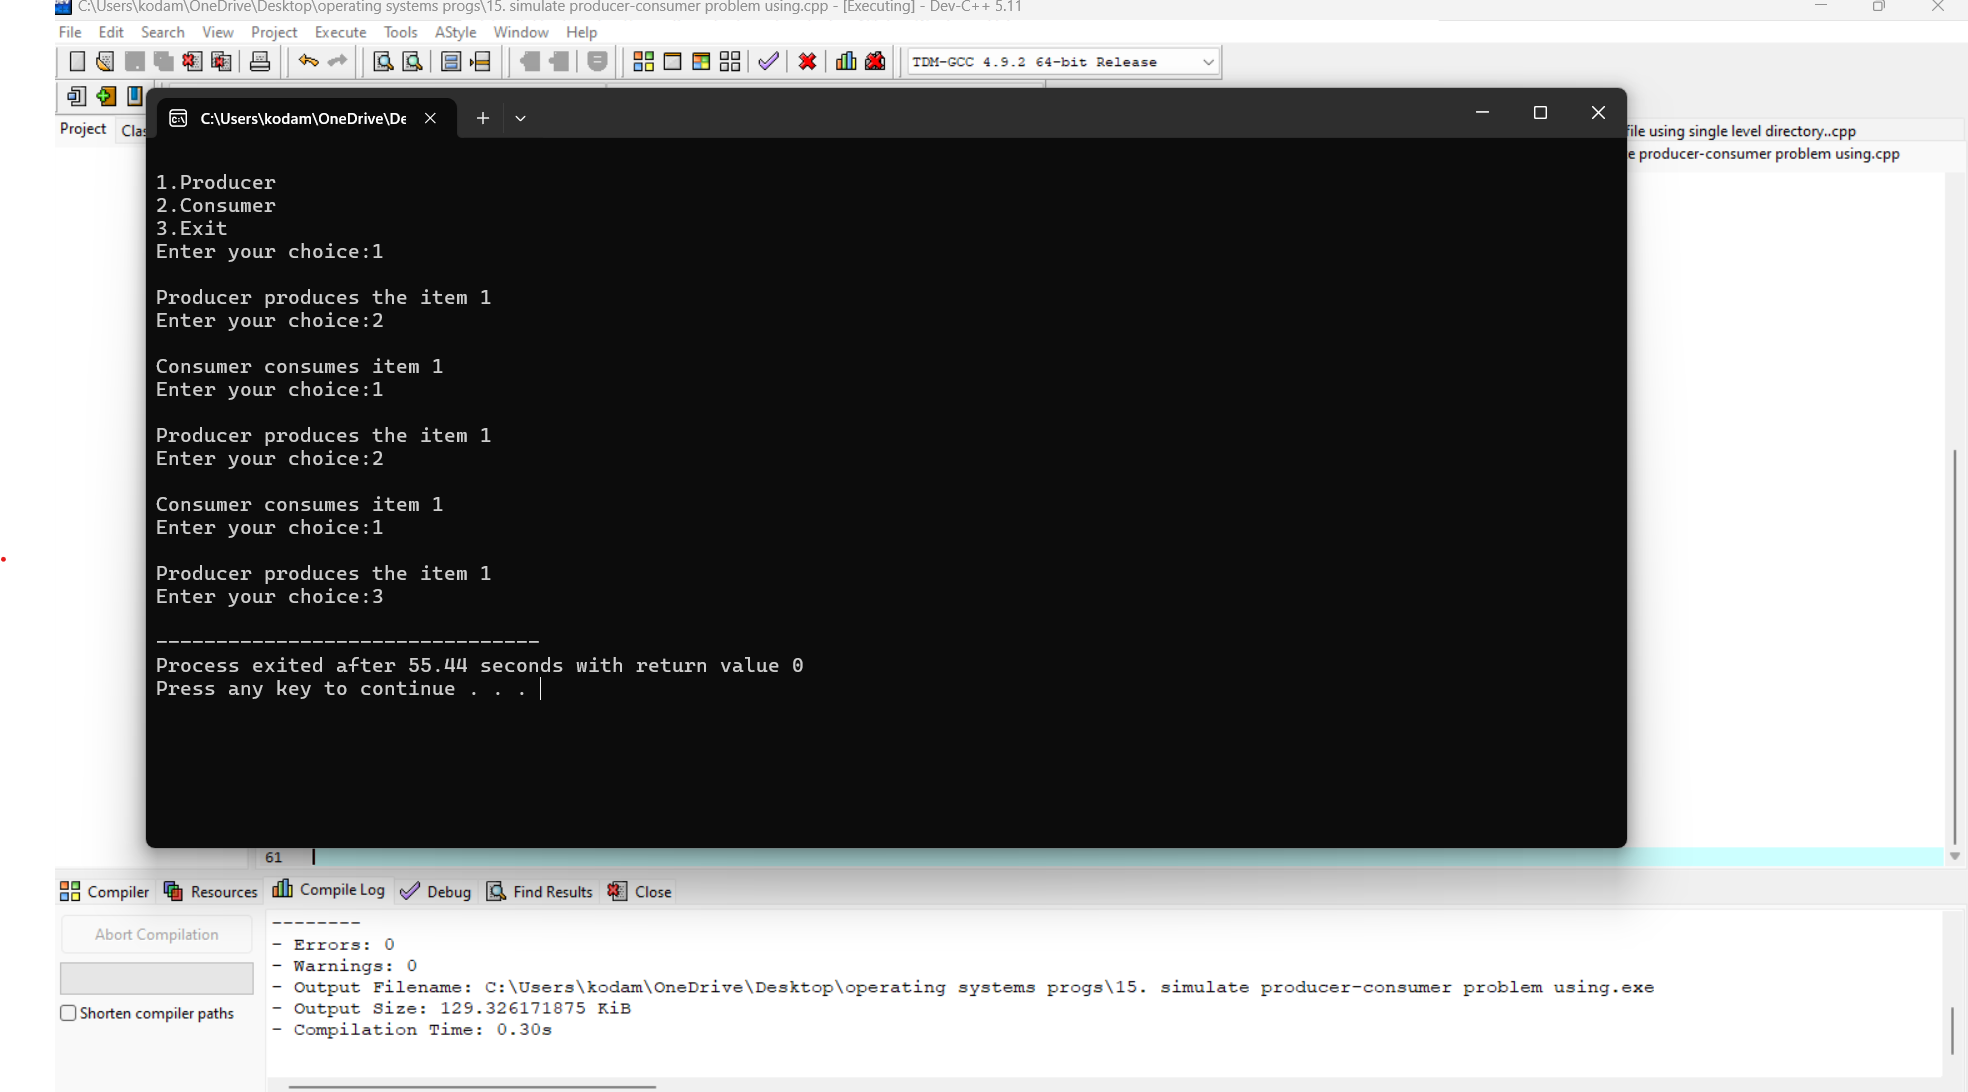 C:\Users\kodam\OneDrive\Desktop\operating systems progs\15. simulate producer-consumer problem using.cpp - [Executing] - Dev-C++ 5.11
File Edit Search View Project Execute Tools AStyle Window Help
TDM-GCC 4.9.2 64-bit Release
C:\Users\kodam\OneDrive\De
Project Clas
file using single level directory..cpp
e producer-consumer problem using.cpp
1.Producer
2.Consumer
3.Exit
Enter your choice:1
Producer produces the item 1
Enter your choice:2
Consumer consumes item 1
Enter your choice:1
Producer produces the item 1
Enter your choice:2
Consumer consumes item 1
Enter your choice:1
Producer produces the item 1
Enter your choice:3
--------------------------------
Process exited after 55.44 seconds with return value 0
Press any key to continue . . .
61
Compiler Resources Compile Log Debug Find Results Close
Abort Compilation
Shorten compiler paths
--------
- Errors: 0
- Warnings: 0
- Output Filename: C:\Users\kodam\OneDrive\Desktop\operating systems progs\15. simulate producer-consumer problem using.exe
- Output Size: 129.326171875 KiB
- Compilation Time: 0.30s